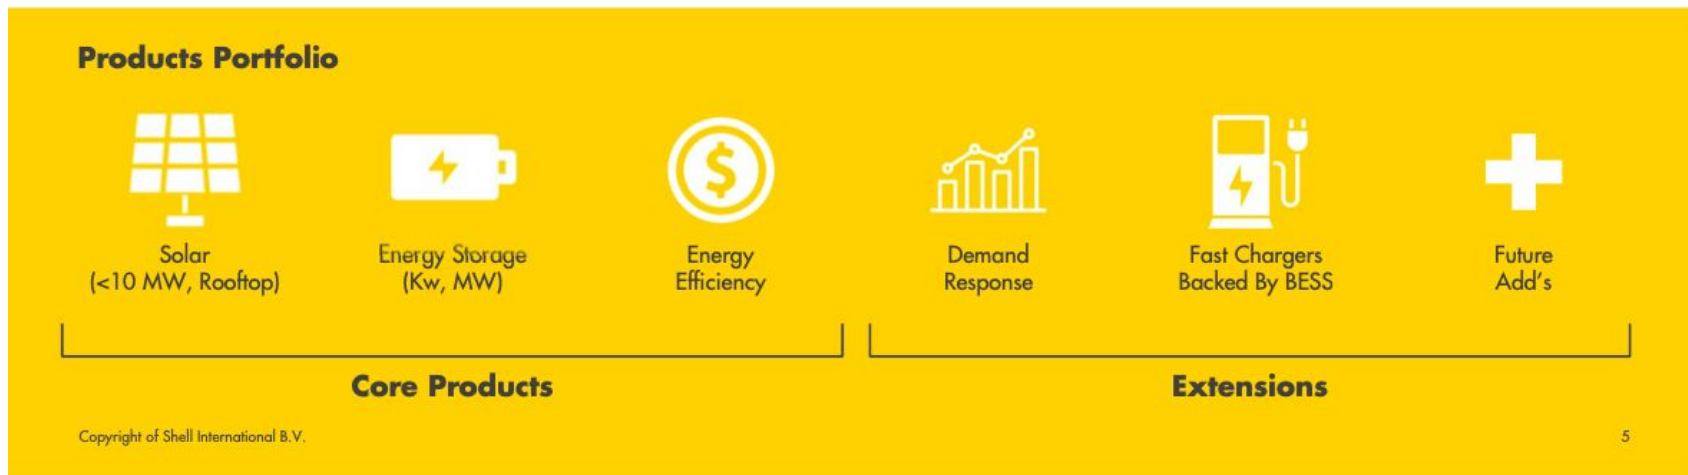 Products Portfolio
Solar
(<10 MW, Rooftop)
Energy Storage
(Kw, MW)
Energy
Efficiency
Demand
Response
Fast Chargers
Backed By BESS
Future
Add's
Core Products
Extensions
Copyright of Shell International B.V.
5